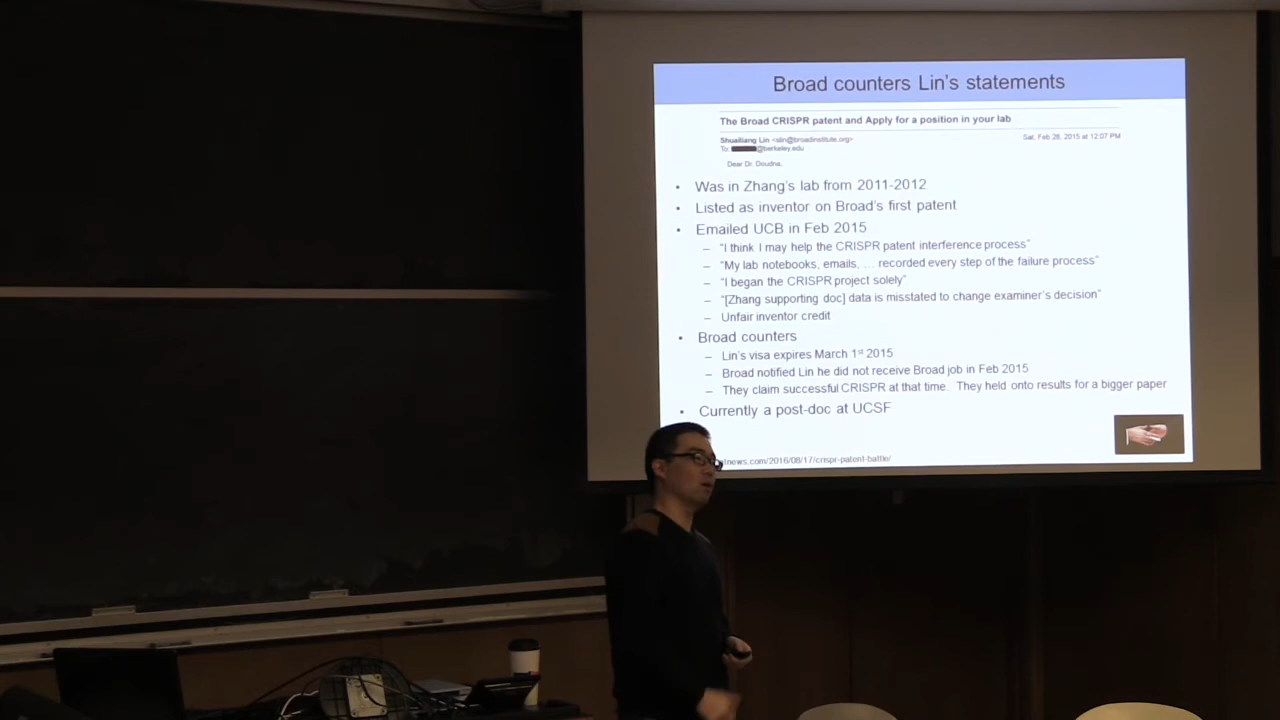 Broad counters Lin's statements
The Broad CRISPR patent and Apply for a position in your lab
Shuailiang Lin <slin@broadinstitute.org>
Sat, Feb 28, 2015 at 12:07 PM
To: @berkeley.edu
Dear Dr. Doudna,
• Was in Zhang's lab from 2011-2012
• Listed as inventor on Broad's first patent
• Emailed UCB in Feb 2015
– "I think I may help the CRISPR patent interference process"
– "My lab notebooks, emails, … recorded every step of the failure process"
– "I began the CRISPR project solely"
– "[Zhang supporting doc] data is misstated to change examiner's decision"
– Unfair inventor credit
• Broad counters
– Lin's visa expires March 1st 2015
– Broad notified Lin he did not receive Broad job in Feb 2015
– They claim successful CRISPR at that time. They held onto results for a bigger paper
• Currently a post-doc at UCSF
news.com/2016/08/17/crispr-patent-battle/